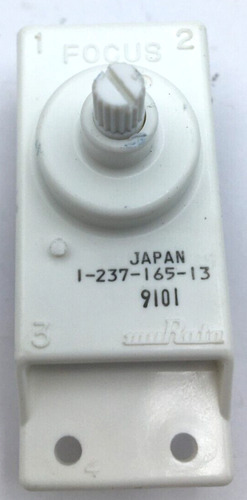 1 FOCUS 2
JAPAN
1-237-165-13
9101
3 muRata